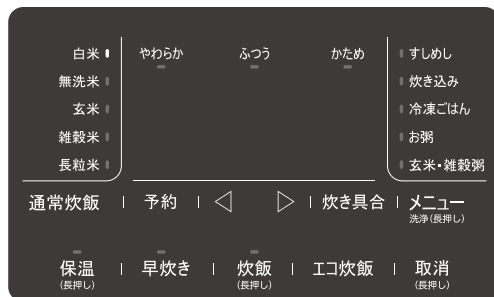 白米 やわらか ふつう かため すしめし
無洗米 炊き込み
玄米 冷凍ごはん
雑穀米 お粥
長粒米 玄米・雑穀粥
通常炊飯 予約 炊き具合 メニュー
洗浄(長押し)
保温 早炊き 炊飯 エコ炊飯 取消
(長押し) (長押し) (長押し)